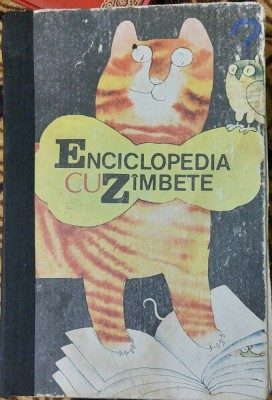 ?
ENCICLOPEDIA
CU ZÎMBETE